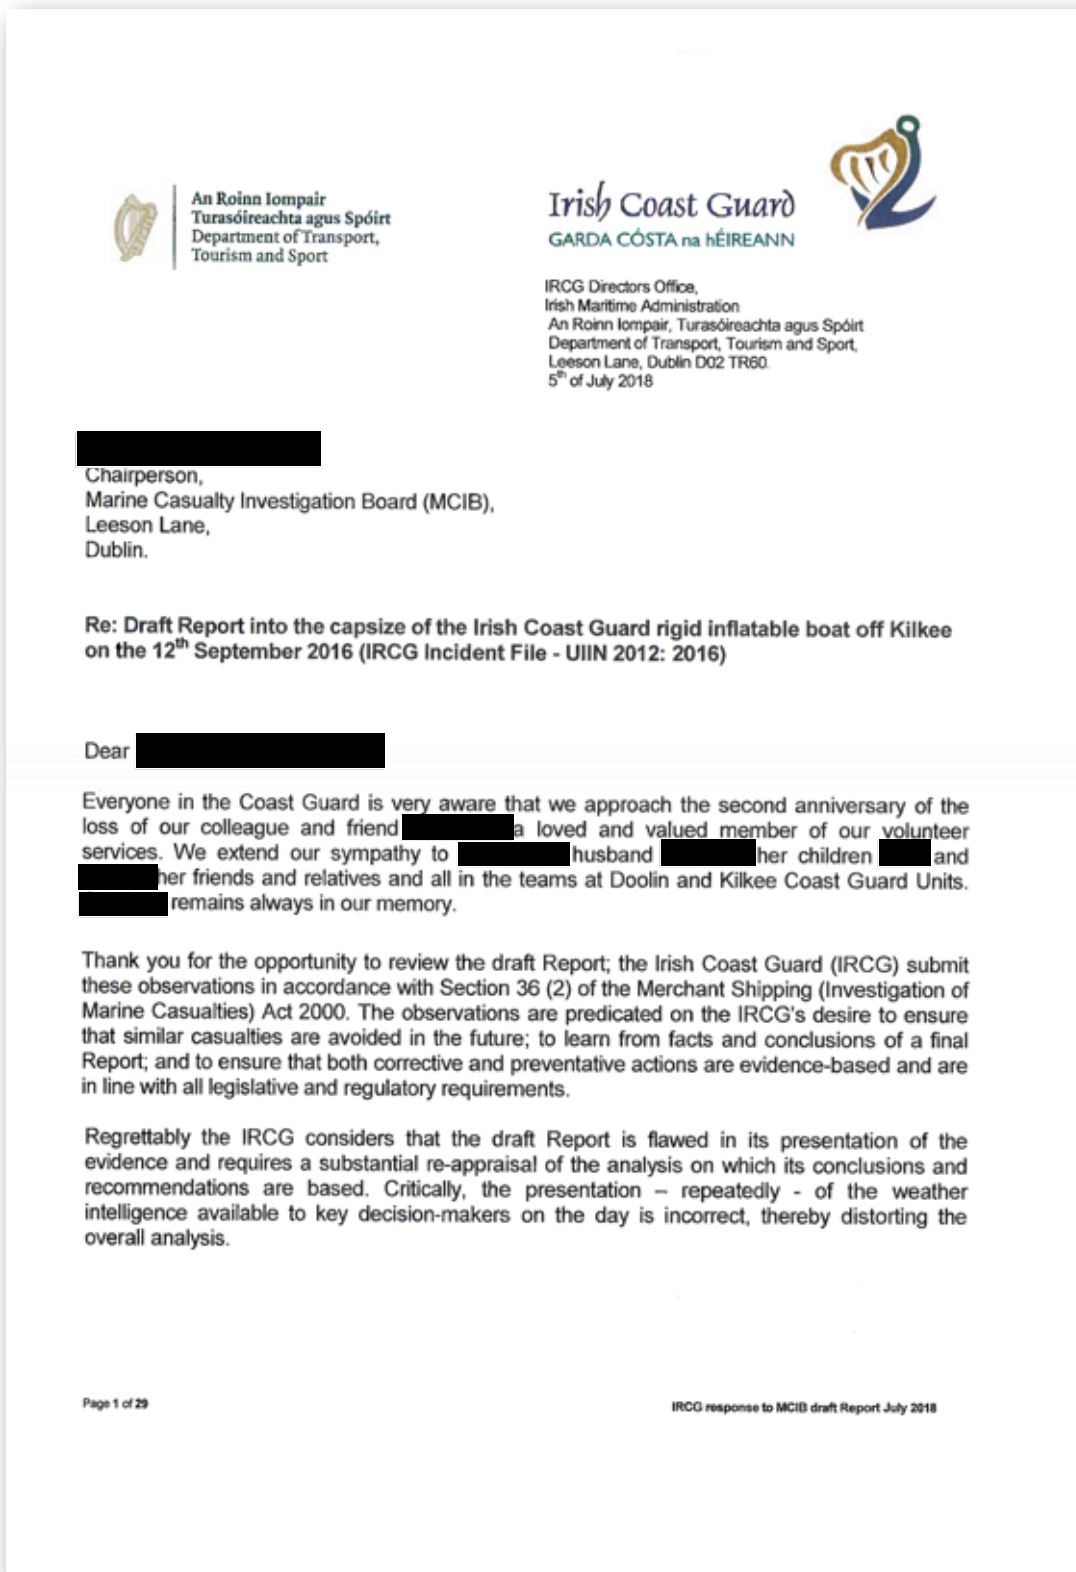 An Roinn Iompair
Turasóireachta agus Spóirt
Department of Transport,
Tourism and Sport
Irish Coast Guard
GARDA CÓSTA na hÉIREANN
IRCG Directors Office,
Irish Maritime Administration
An Roinn Iompair, Turasóireachta agus Spóirt
Department of Transport, Tourism and Sport,
Leeson Lane, Dublin D02 TR60.
5th of July 2018
Chairperson,
Marine Casualty Investigation Board (MCIB),
Leeson Lane,
Dublin.
Re: Draft Report into the capsize of the Irish Coast Guard rigid inflatable boat off Kilkee
on the 12th September 2016 (IRCG Incident File - UIIN 2012: 2016)
Dear
Everyone in the Coast Guard is very aware that we approach the second anniversary of the
loss of our colleague and friend a loved and valued member of our volunteer
services. We extend our sympathy to husband her children and
her friends and relatives and all in the teams at Doolin and Kilkee Coast Guard Units.
remains always in our memory.
Thank you for the opportunity to review the draft Report; the Irish Coast Guard (IRCG) submit
these observations in accordance with Section 36 (2) of the Merchant Shipping (Investigation of
Marine Casualties) Act 2000. The observations are predicated on the IRCG's desire to ensure
that similar casualties are avoided in the future; to learn from facts and conclusions of a final
Report; and to ensure that both corrective and preventative actions are evidence-based and are
in line with all legislative and regulatory requirements.
Regrettably the IRCG considers that the draft Report is flawed in its presentation of the
evidence and requires a substantial re-appraisal of the analysis on which its conclusions and
recommendations are based. Critically, the presentation – repeatedly - of the weather
intelligence available to key decision-makers on the day is incorrect, thereby distorting the
overall analysis.
Page 1 of 29
IRCG response to MCIB draft Report July 2018